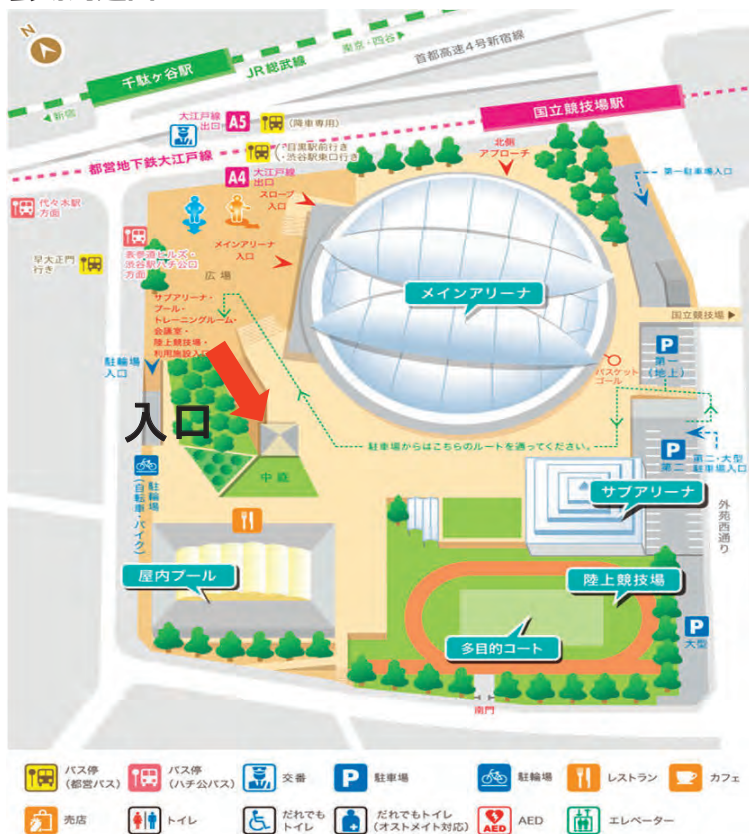 N
千駄ヶ谷駅
JR総武線
東京・四谷▶
首都高速4号新宿線
◀新宿
大江戸線
出口
A5
(降車専用)
国立競技場駅
都営地下鉄大江戸線
目黒駅前行き
渋谷駅東口行き
A4
大江戸線
出口
北側
アプローチ
第一駐車場入口
代々木駅
方面
スロープ
入口
早大正門
行き
表参道ヒルズ・
渋谷駅ハチ公口
方面
メインアリーナ
入口
広場
メインアリーナ
サブアリーナ・
プール・
トレーニングルーム・
会議室・
陸上競技場・
利用施設入口
国立競技場▶
駐輪場
入口
P
第一
(地上)
バスケット
ゴール
入口
駐車場からはこちらのルートを通ってください。
P
第二
第二・大型
駐車場入口
中庭
サブアリーナ
駐輪場
(自転車・バイク)
外苑西通り
屋内プール
陸上競技場
多目的コート
P
大型
南門
バス停
(都営バス)
バス停
(ハチ公バス)
交番
P
駐車場
駐輪場
レストラン
カフェ
売店
トイレ
だれでも
トイレ
だれでもトイレ
(オストメイト対応)
AED
AED
エレベーター